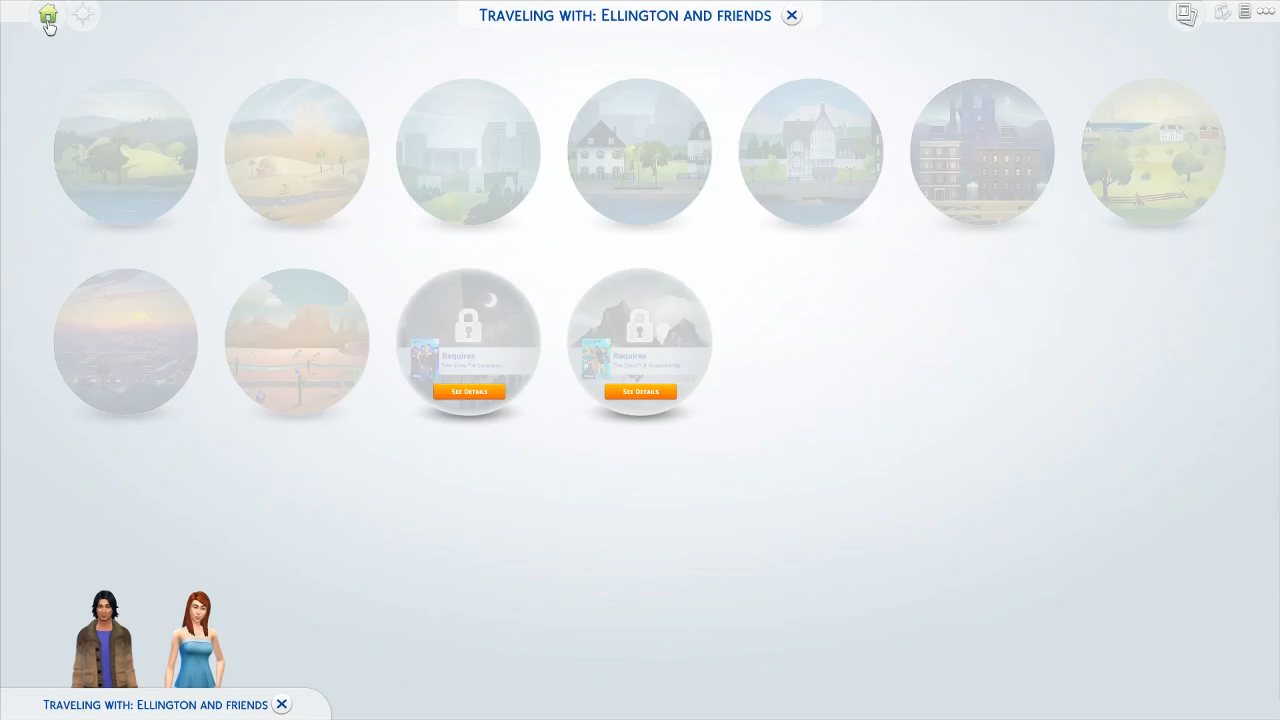 Traveling with: Ellington and friends
Requires
See Details
Requires
See Details
Traveling with: Ellington and friends